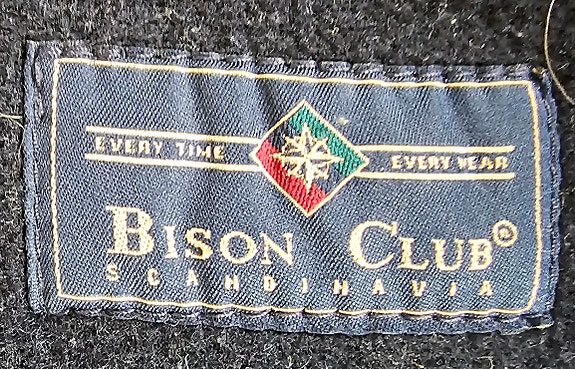 EVERY TIME EVERY YEAR
BISON CLUB®
SCANDINAVIA